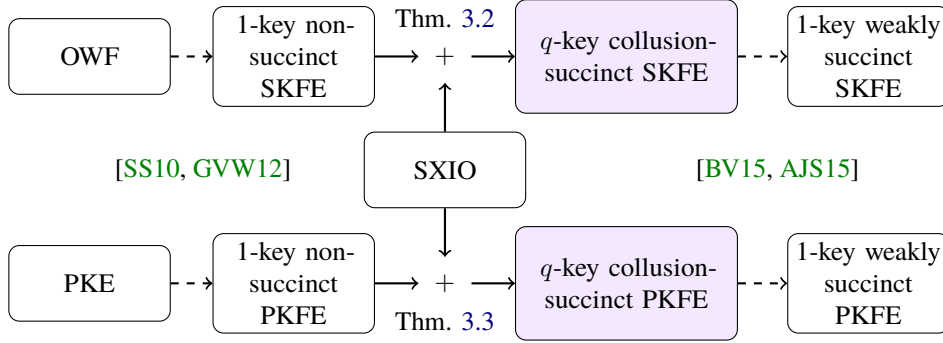 OWF
1-key non-
succinct
SKFE
Thm. 3.2
+
q-key collusion-
succinct SKFE
1-key weakly
succinct
SKFE
[SS10, GVW12]
SXIO
[BV15, AJS15]
PKE
1-key non-
succinct
PKFE
+
Thm. 3.3
q-key collusion-
succinct PKFE
1-key weakly
succinct
PKFE